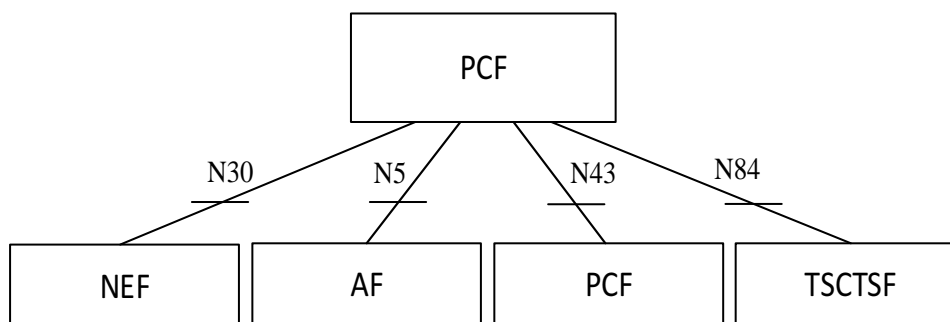 PCF
N30
N5
N43
N84
NEF
AF
PCF
TSCTSF